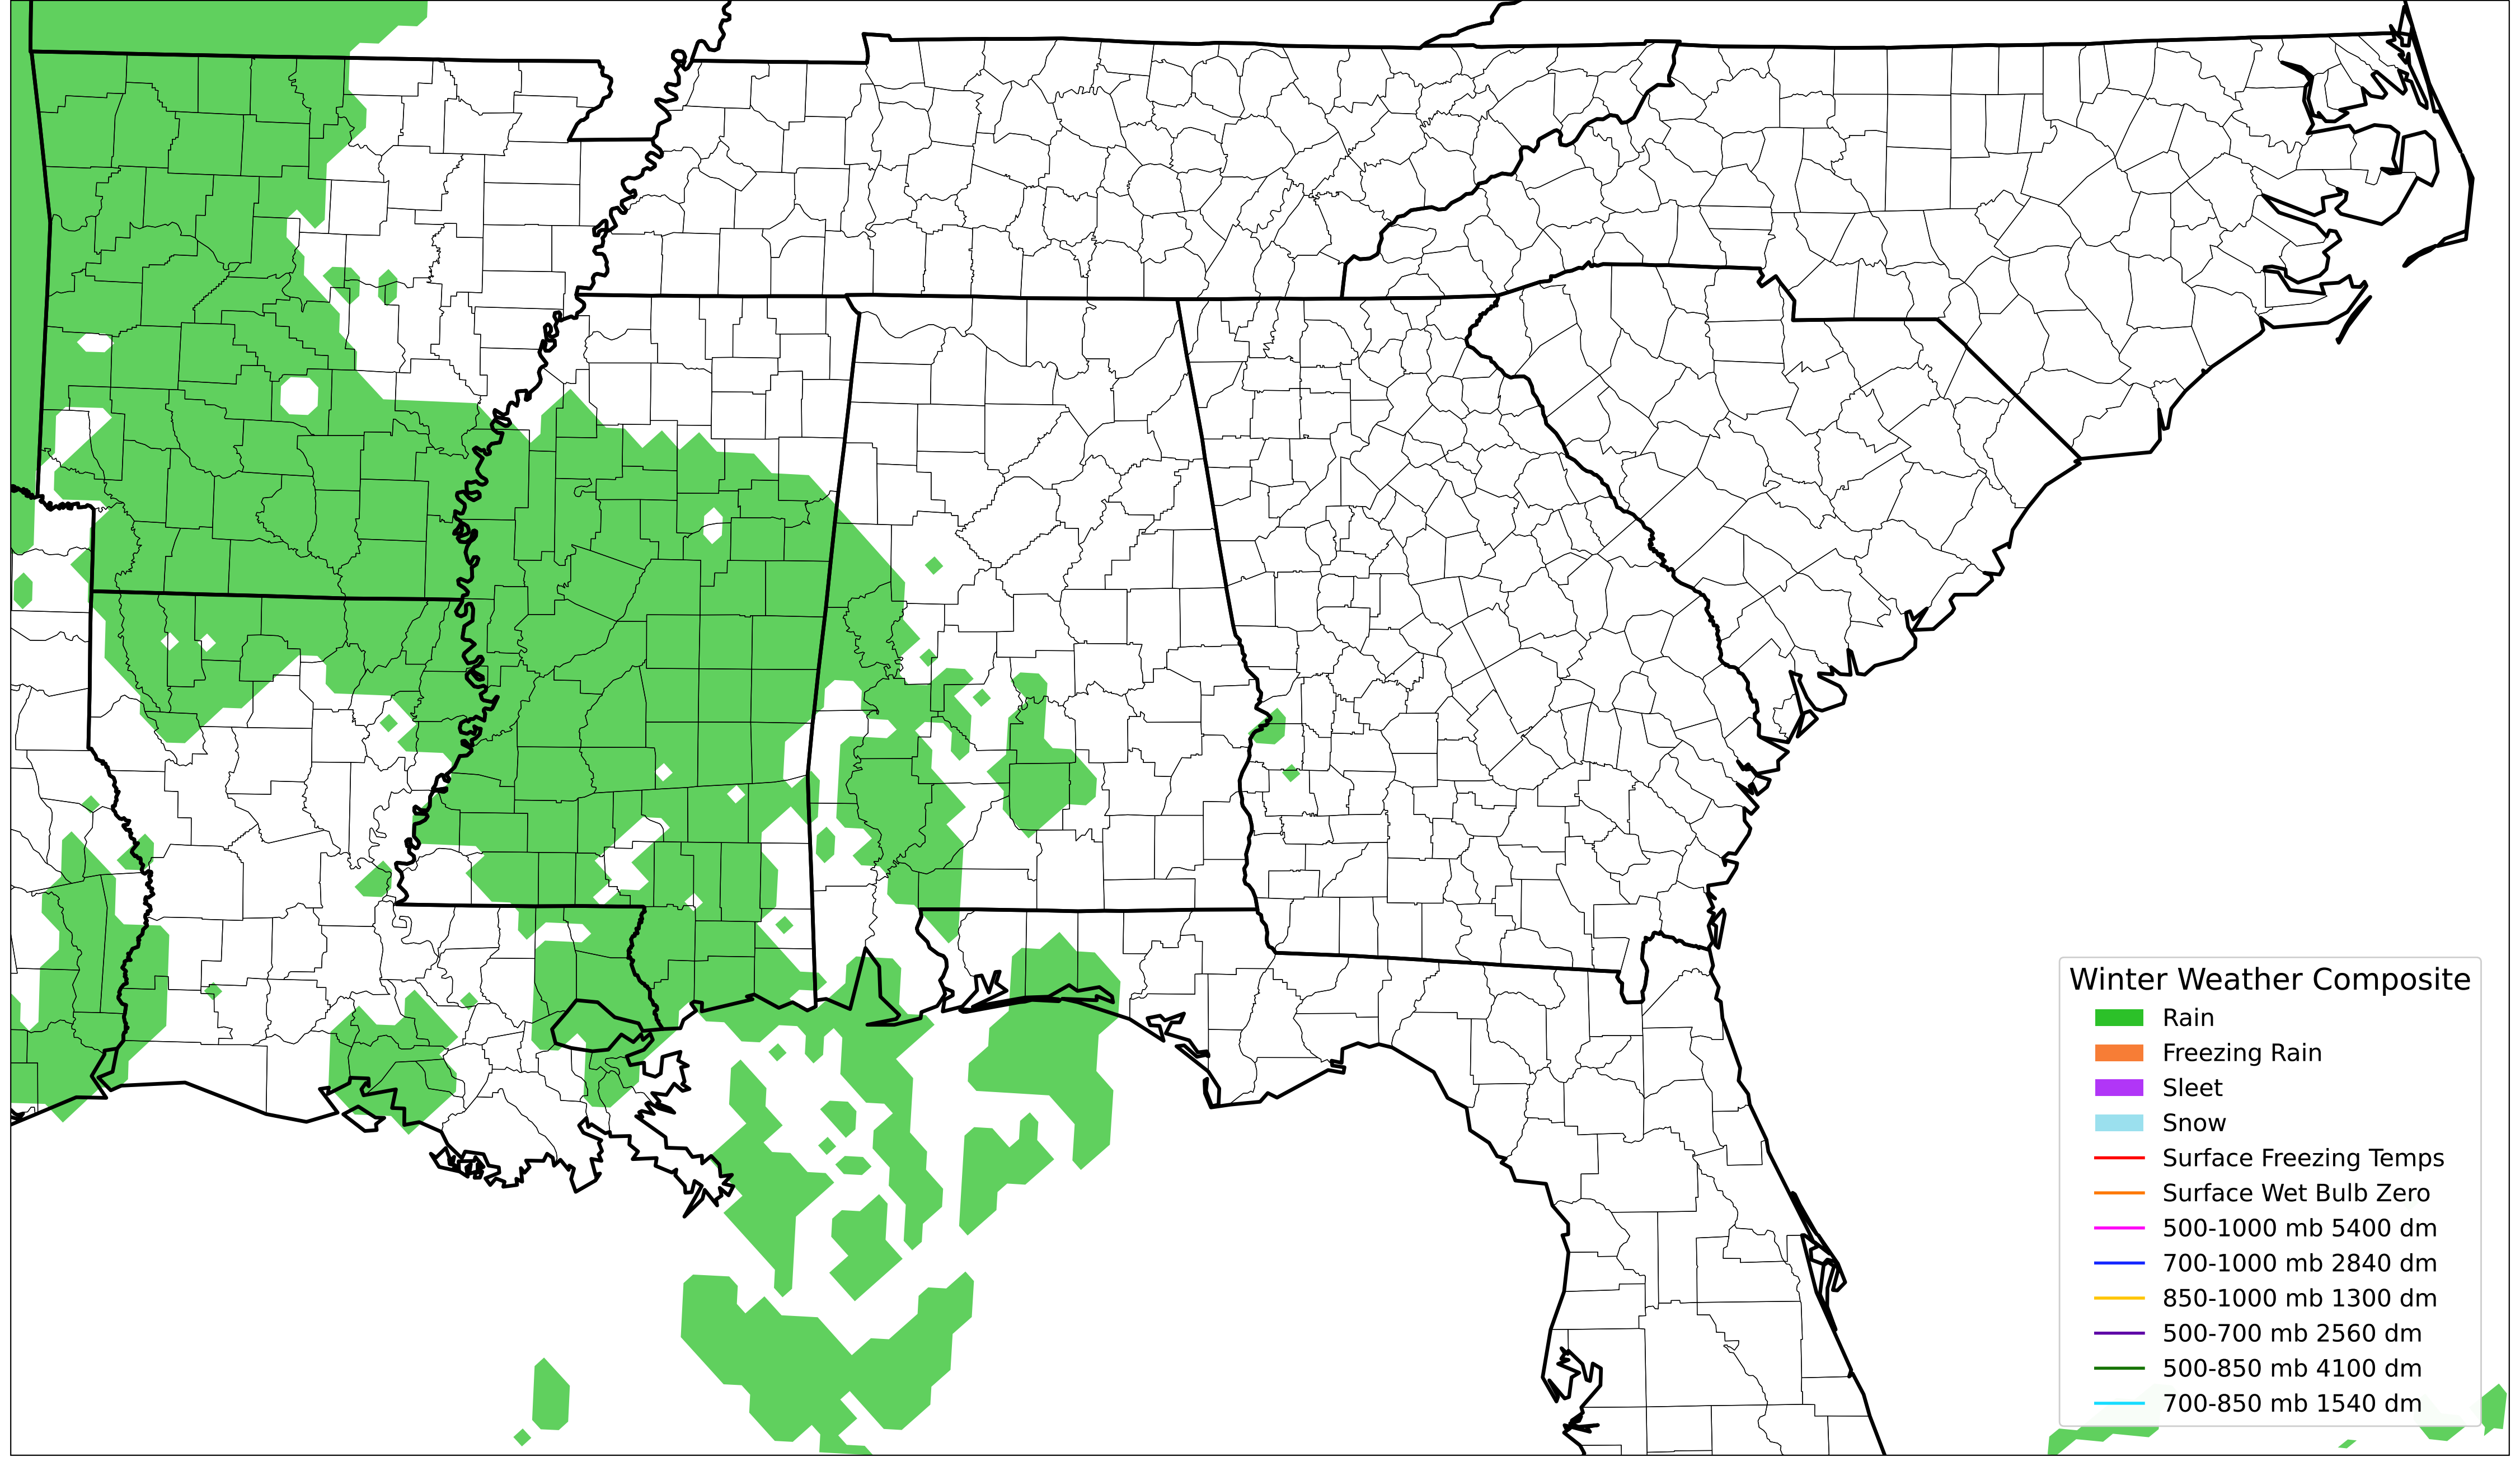 Winter Weather Composite
Rain
Freezing Rain
Sleet
Snow
Surface Freezing Temps
Surface Wet Bulb Zero
500-1000 mb 5400 dm
700-1000 mb 2840 dm
850-1000 mb 1300 dm
500-700 mb 2560 dm
500-850 mb 4100 dm
700-850 mb 1540 dm